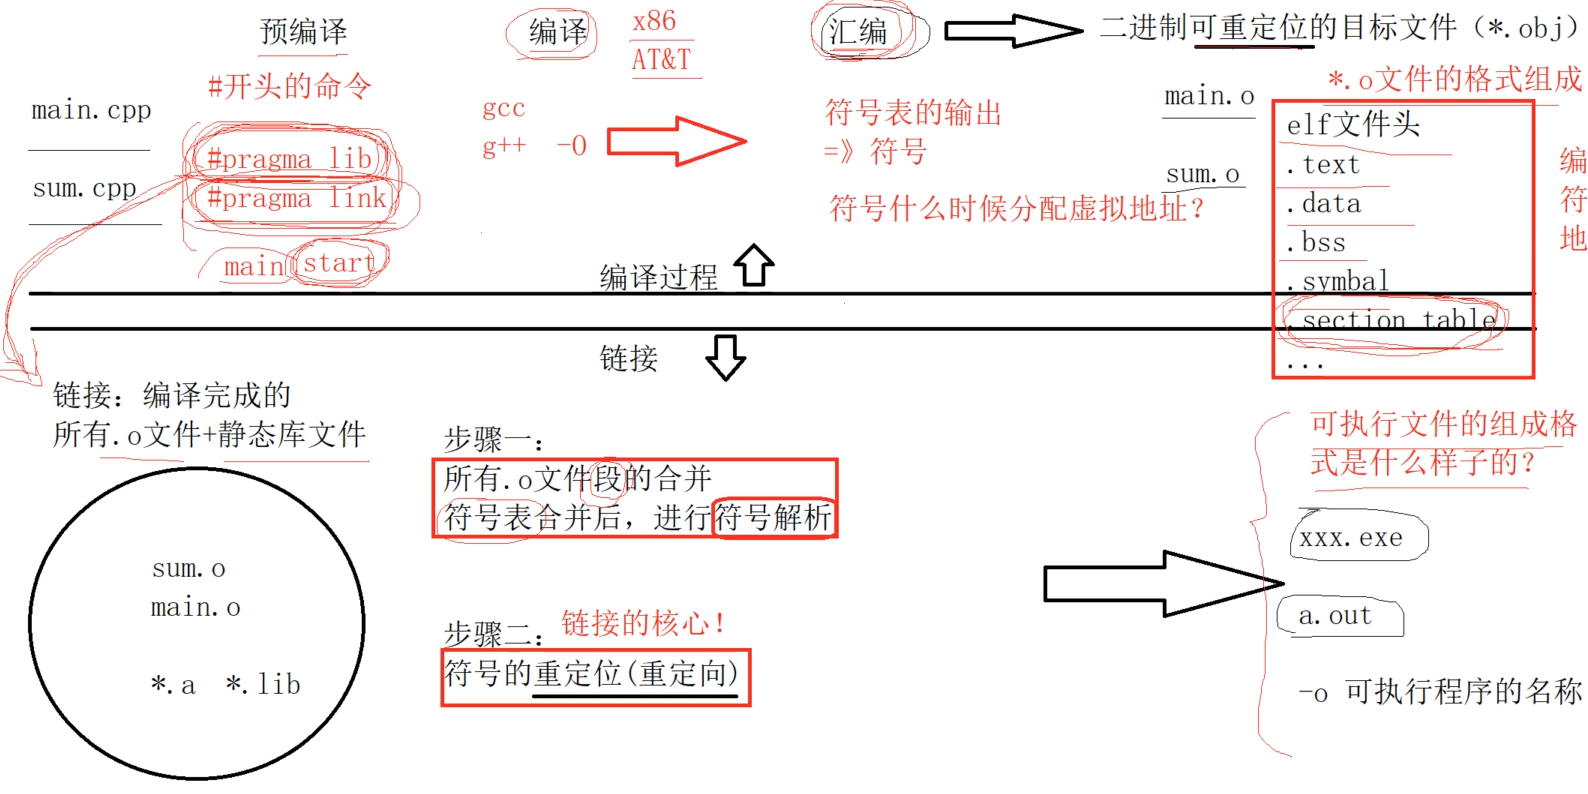 预编译
#开头的命令
main.cpp
#pragma lib
sum.cpp
#pragma link
main start
编译
x86
AT&T
gcc
g++ -O
汇编
符号表的输出
=》符号
符号什么时候分配虚拟地址？
二进制可重定位的目标文件（*.obj）
main.o
sum.o
*.o文件的格式组成
elf文件头
.text
.data
.bss
.symbal
.section table
...
编
符
地
编译过程
链接
链接：编译完成的
所有.o文件+静态库文件
sum.o
main.o
*.a *.lib
步骤一：
所有.o文件段的合并
符号表合并后，进行符号解析
步骤二：
链接的核心！
符号的重定位(重定向)
可执行文件的组成格
式是什么样子的？
xxx.exe
a.out
-o 可执行程序的名称